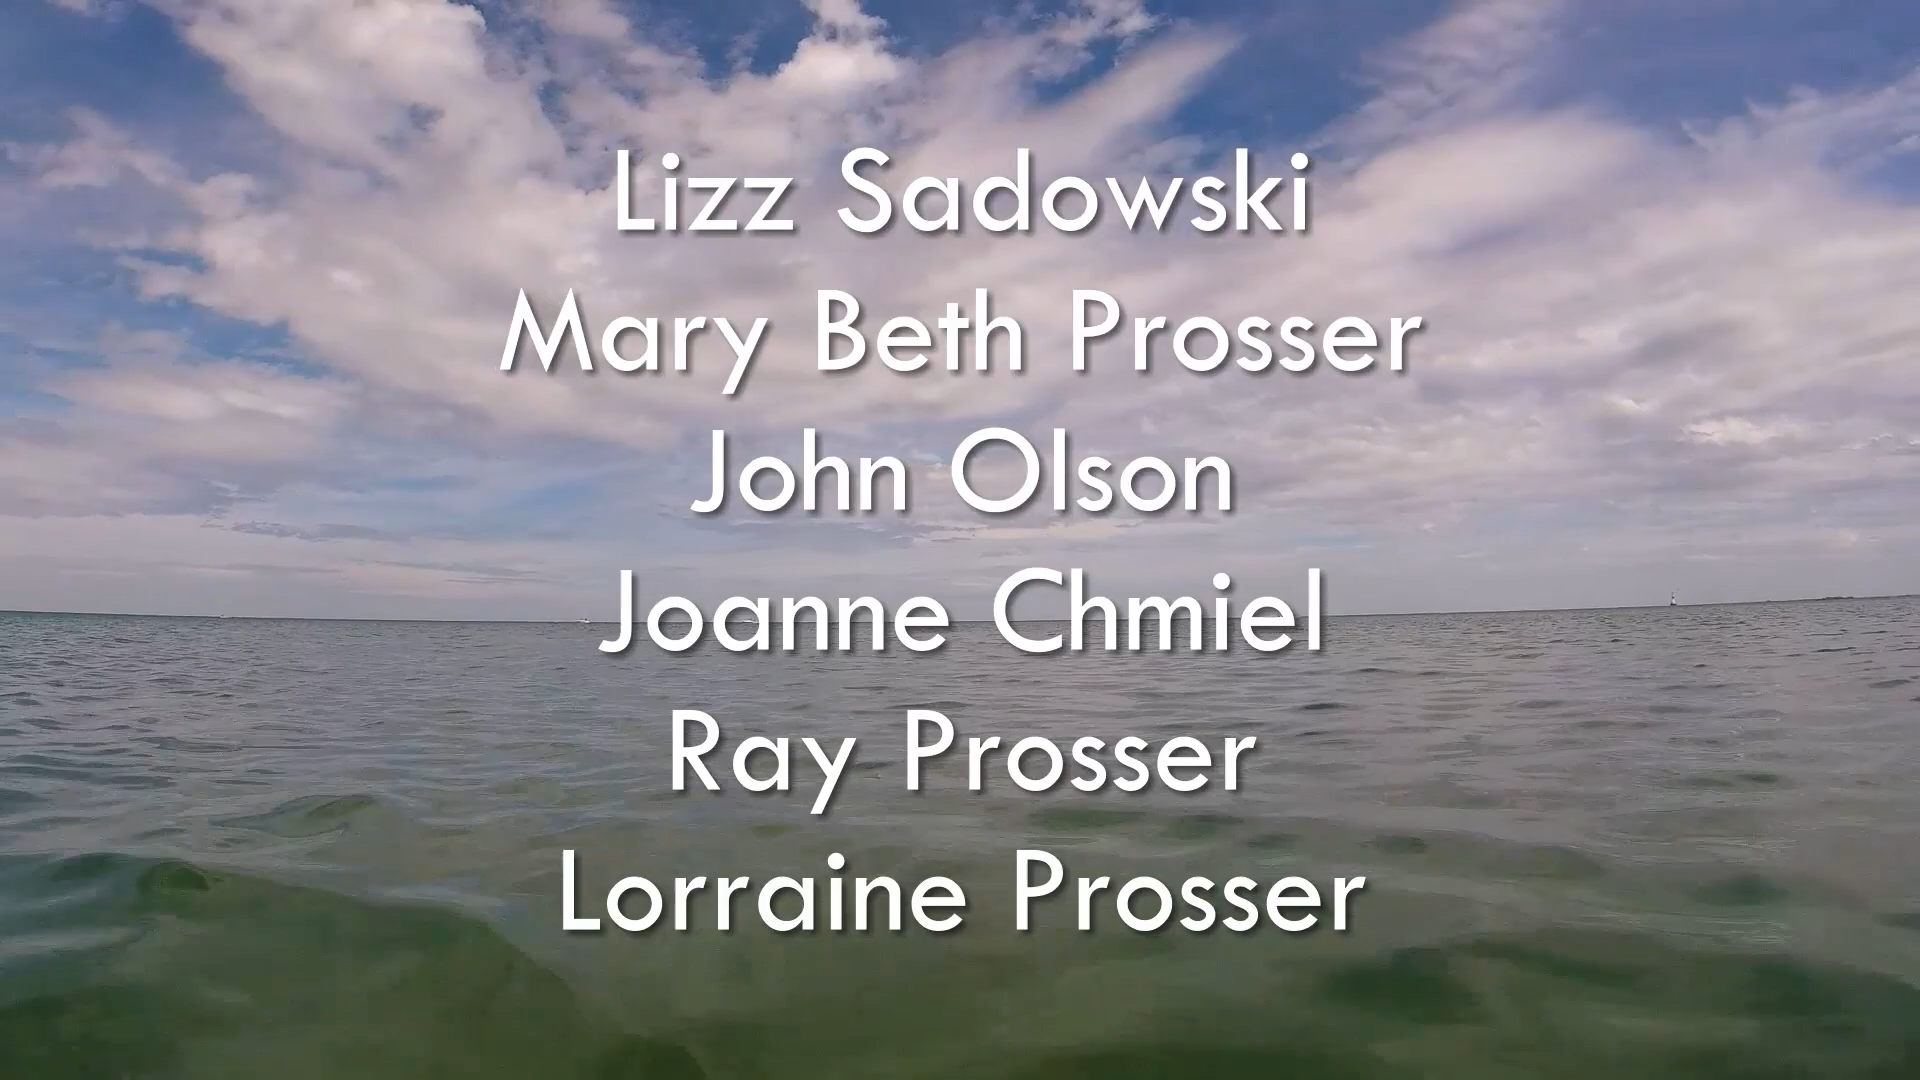 Lizz Sadowski
Mary Beth Prosser
John Olson
Joanne Chmiel
Ray Prosser
Lorraine Prosser